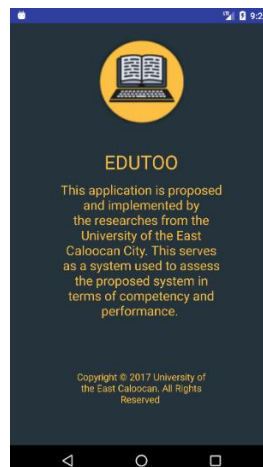 9:2
EDUTOO
This application is proposed
and implemented by
the researches from the
University of the East
Caloocan City. This serves
as a system used to assess
the proposed system in
terms of competency and
performance.
Copyright © 2017 University of
the East Caloocan. All Rights
Reserved